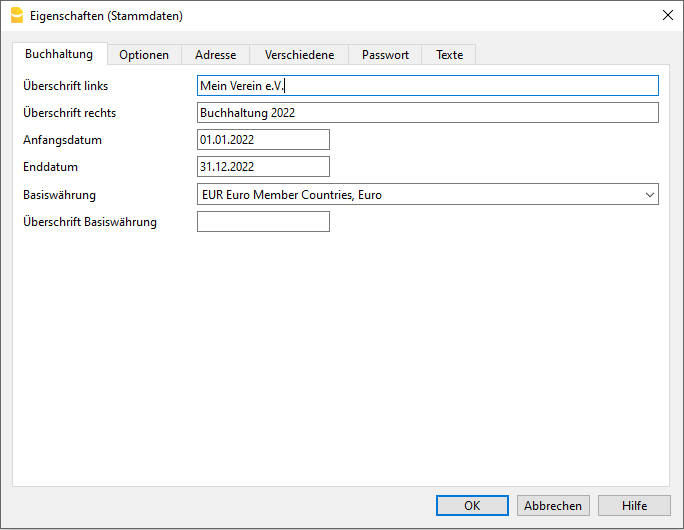 Eigenschaften (Stammdaten)
Buchhaltung Optionen Adresse Verschiedene Passwort Texte
Überschrift links Mein Verein e.V.
Überschrift rechts Buchhaltung 2022
Anfangsdatum 01.01.2022
Enddatum 31.12.2022
Basiswährung EUR Euro Member Countries, Euro
Überschrift Basiswährung
OK Abbrechen Hilfe